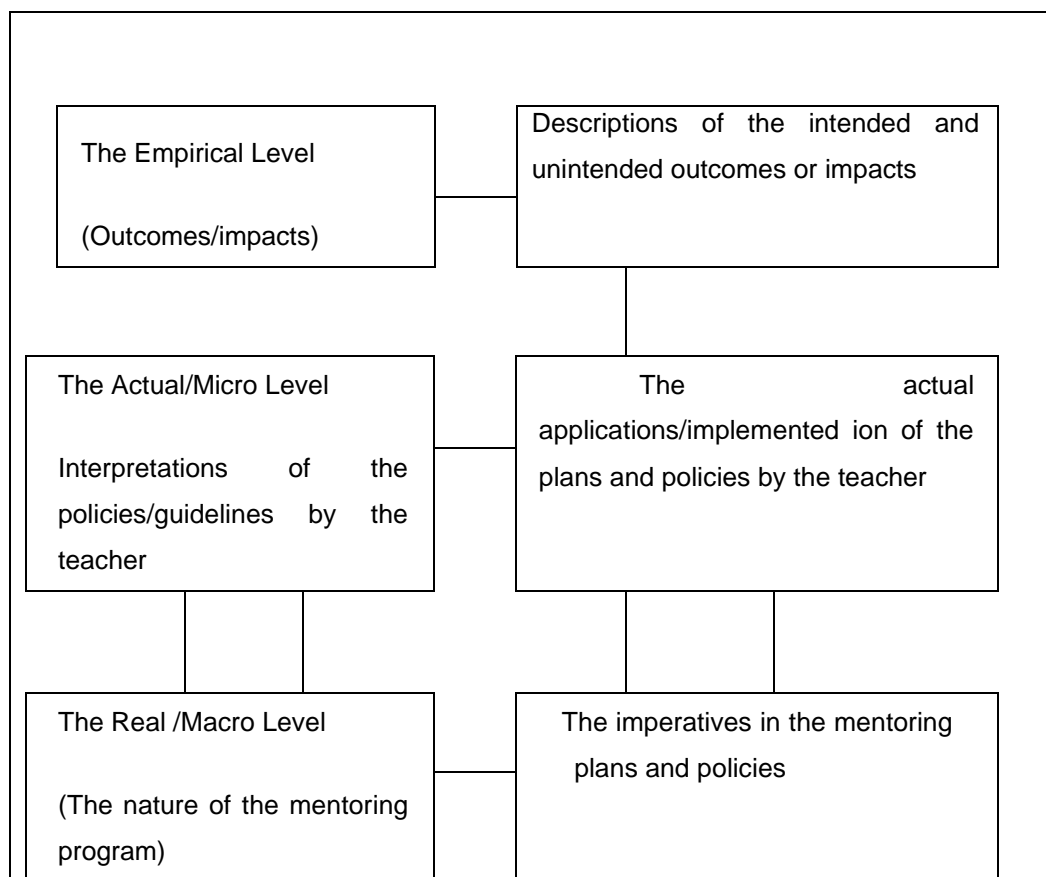 The Empirical Level
(Outcomes/impacts)
Descriptions of the intended and
unintended outcomes or impacts
The Actual/Micro Level
Interpretations of the
policies/guidelines by the
teacher
The actual
applications/implemented ion of the
plans and policies by the teacher
The Real /Macro Level
(The nature of the mentoring
program)
The imperatives in the mentoring
plans and policies